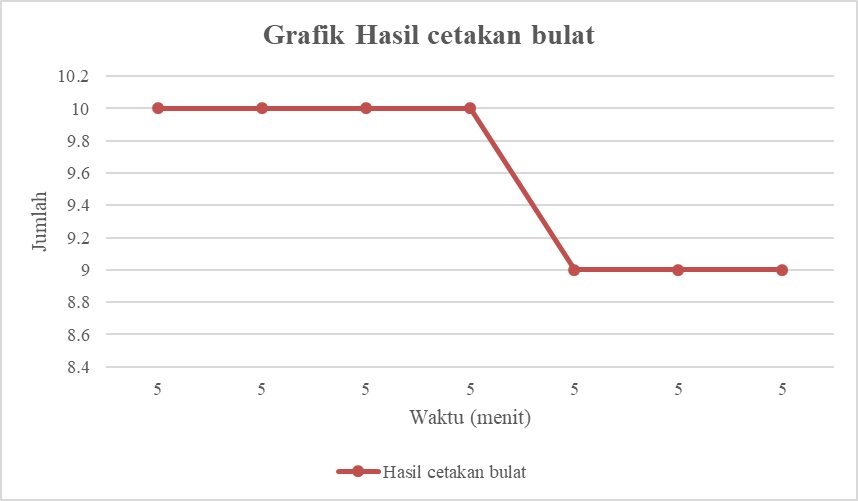 Grafik Hasil cetakan bulat
10.2
10
9.8
9.6
9.4
9.2
9
8.8
8.6
8.4
Jumlah
5 5 5 5 5 5 5
Waktu (menit)
Hasil cetakan bulat